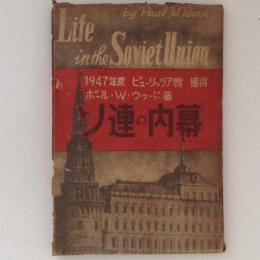 by Paul W. Ward
Life
in the Soviet Union
1947年度 ピューリッツア賞 獲得
ポール・W・ウォード著
ソ連の内幕